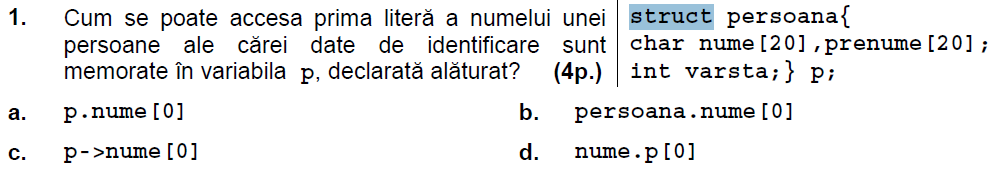 1. Cum se poate accesa prima literă a numelui unei
persoane ale cărei date de identificare sunt
memorate în variabila p, declarată alăturat? (4p.)
struct persoana{
char nume[20],prenume[20];
int varsta;} p;
a. p.nume[0]
b. persoana.nume[0]
c. p->nume[0]
d. nume.p[0]